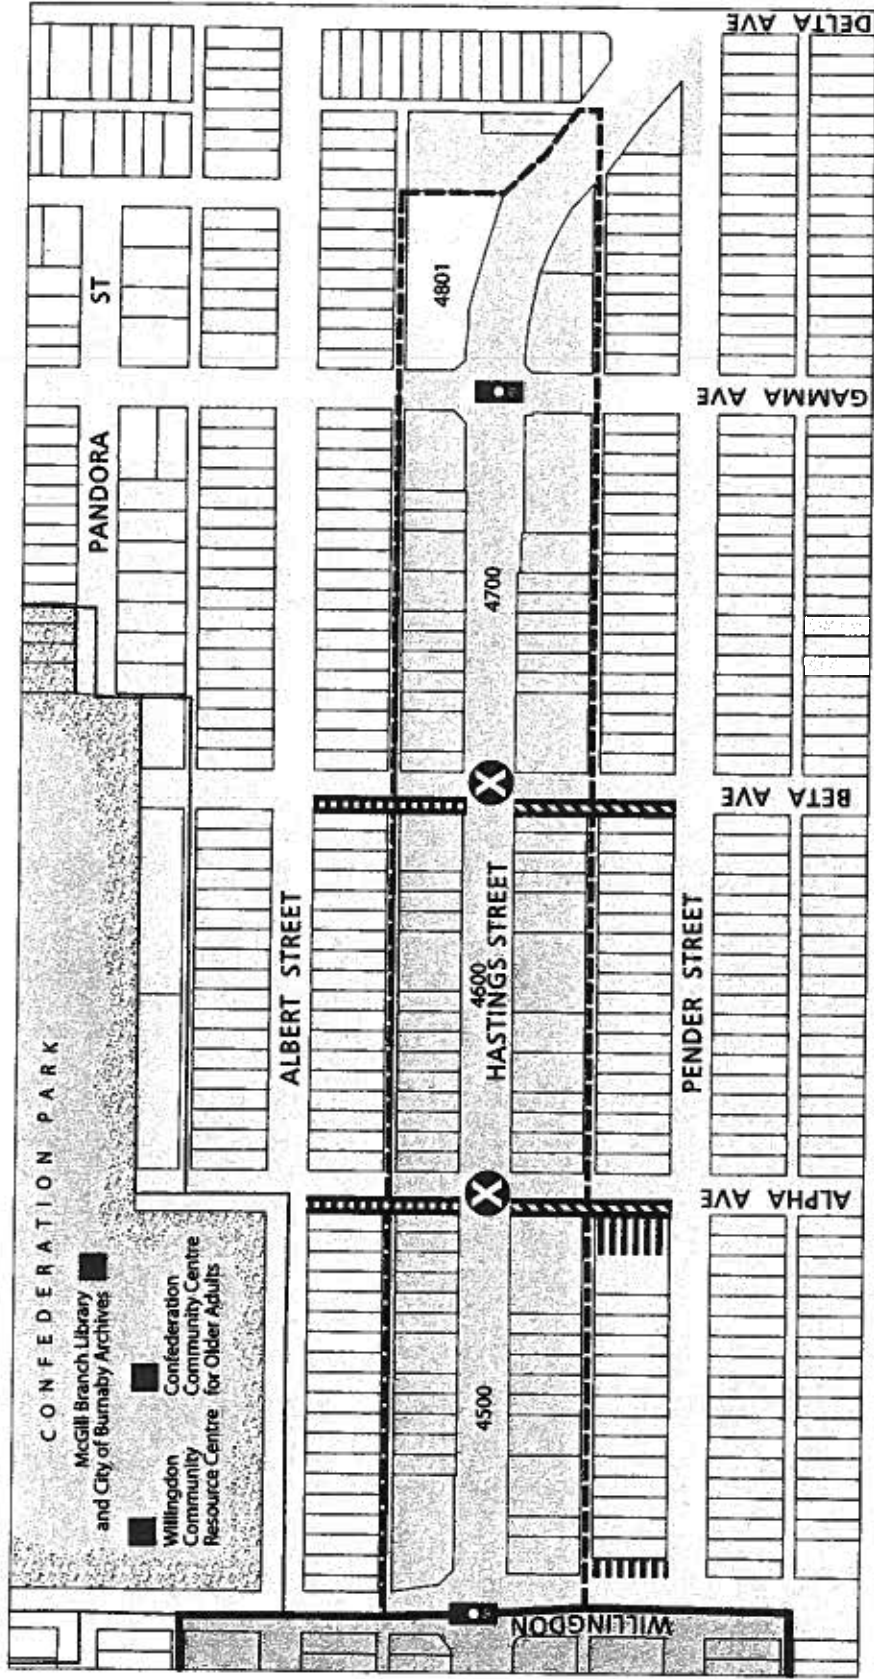 CONFEDERATION PARK
McGill Branch Library
and City of Burnaby Archives
Willingdon
Community
Resource Centre
Confederation
Community Centre
for Older Adults
PANDORA
ST
ALBERT STREET
4500
4600
4700
4801
HASTINGS STREET
PENDER STREET
WILLINGDON
ALPHA AVE
BETA AVE
GAMMA AVE
DELTA AVE
X
X